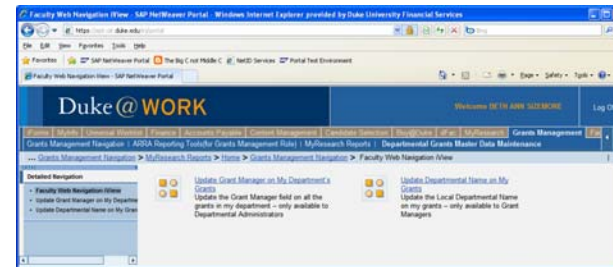 Faculty Web Navigation iView - SAP NetWeaver Portal - Windows Internet Explorer provided by Duke University Financial Services
File Edit View Favorites Tools Help
Favorites SAP NetWeaver Portal The Big C not Middle C NetID Services Portal Test Environment
Faculty Web Navigation iView - SAP NetWeaver Portal Page Safety Tools
Duke@WORK
Welcome BETH ANN SIZEMORE
Log O
MyInfo Universal Worklist Finance Accounts Payable Content Management Candidate Selection Buy@Duke MyResearch Grants Management
Grants Management Navigation | ARRA Reporting Tools(for Grants Management Role) | MyResearch Reports | Departmental Grants Master Data Maintenance
... Grants Management Navigation > MyResearch Reports > Home > Grants Management Navigation > Faculty Web Navigation iView
Detailed Navigation
Faculty Web Navigation iView
Update Grant Manager on My Departme
Update Departmental Name on My Gran
Update Grant Manager on My Department's
Grants
Update the Grant Manager field on all the
grants in my department – only available to
Departmental Administrators
Update Departmental Name on My
Grants
Update the Local Departmental Name
on my grants – only available to Grant
Managers